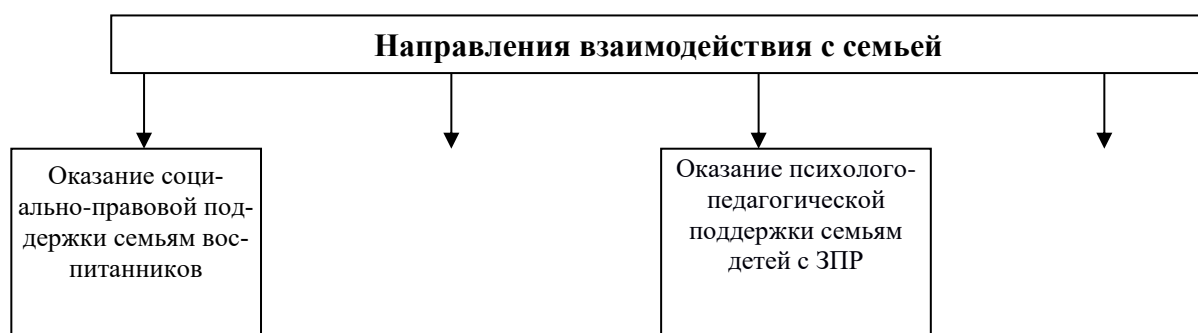 Направления взаимодействия с семьей
Оказание соци-
ально-правовой под-
держки семьям вос-
питанников
Оказание психолого-
педагогической
поддержки семьям
детей с ЗПР